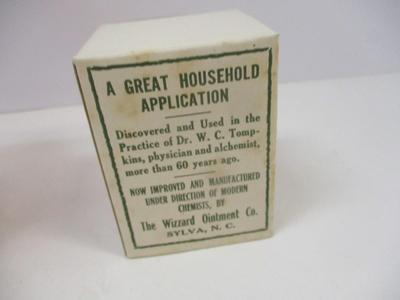 A GREAT HOUSEHOLD
APPLICATION
Discovered and Used in the
Practice of Dr. W. C. Tomp-
kins, physician and alchemist,
more than 60 years ago.
NOW IMPROVED AND MANUFACTURED
UNDER DIRECTION OF MODERN
CHEMISTS, BY
The Wizzard Ointment Co.
SYLVA, N. C.